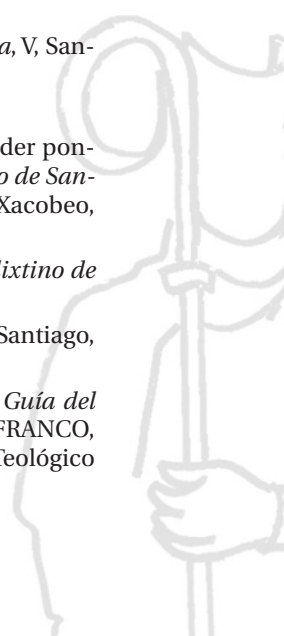 a, V, San-
der pon-
o de San-
Xacobeo,
lixtino de
Santiago,
Guía del
FRANCO,
Teológico